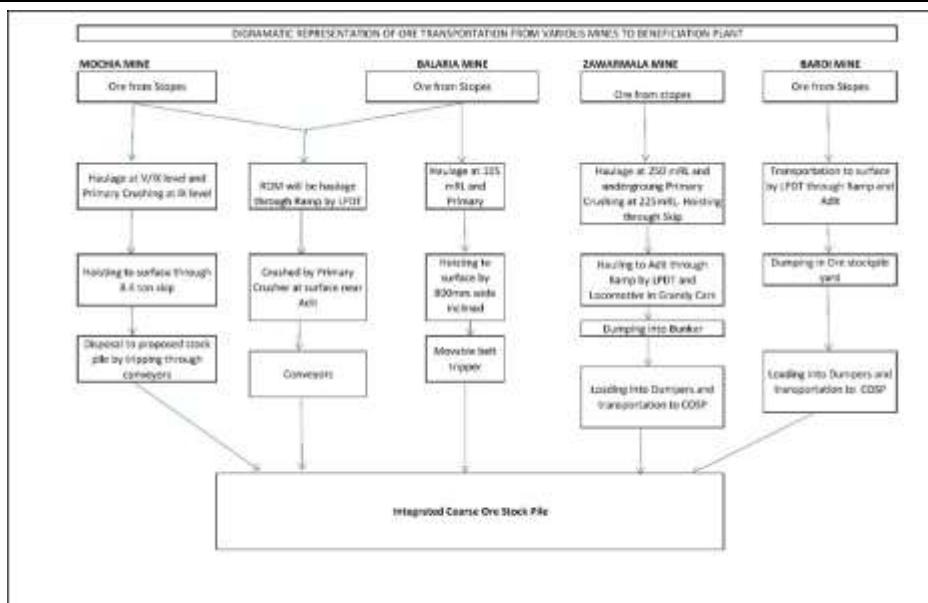 DIGRAMATIC REPRESENTATION OF ORE TRANSPORTATION FROM VARIOUS MINES TO BENEFICIATION PLANT
MOCHIA MINE
Ore from Stopes
BALARIA MINE
Ore from Stopes
ZAWARMALA MINE
Ore from stopes
BAROI MINE
Ore from Stopes
Haulage at V/IX level and
Primary Crushing at IX level
ROM will be haulage
through Ramp by LPDT
Haulage at
mRL and
Primary
Haulage at 250 mRL and
undergroung Primary
Crushing at 225mRL. Hoisting
through Skip
Transportation to surface
by LPDT through Ramp and
Adit
Hoisting to surface through
8.4 ton skip
Crushed by Primary
Crusher at surface near
Adit
Hoisting to
surface by
800mm wide
inclined
Hauling to Adit through
Ramp by LPDT and
Locomotive in Granby Cars
Dumping in Ore stockpile
yard
Dumping into Bunker
Disposal to proposed stock
pile by tripping through
conveyors
Conveyors
Movable belt
tripper
Loading into Dumpers and
transportation to COSP
Loading into Dumpers and
transportation to COSP
Integrated Coarse Ore Stock Pile